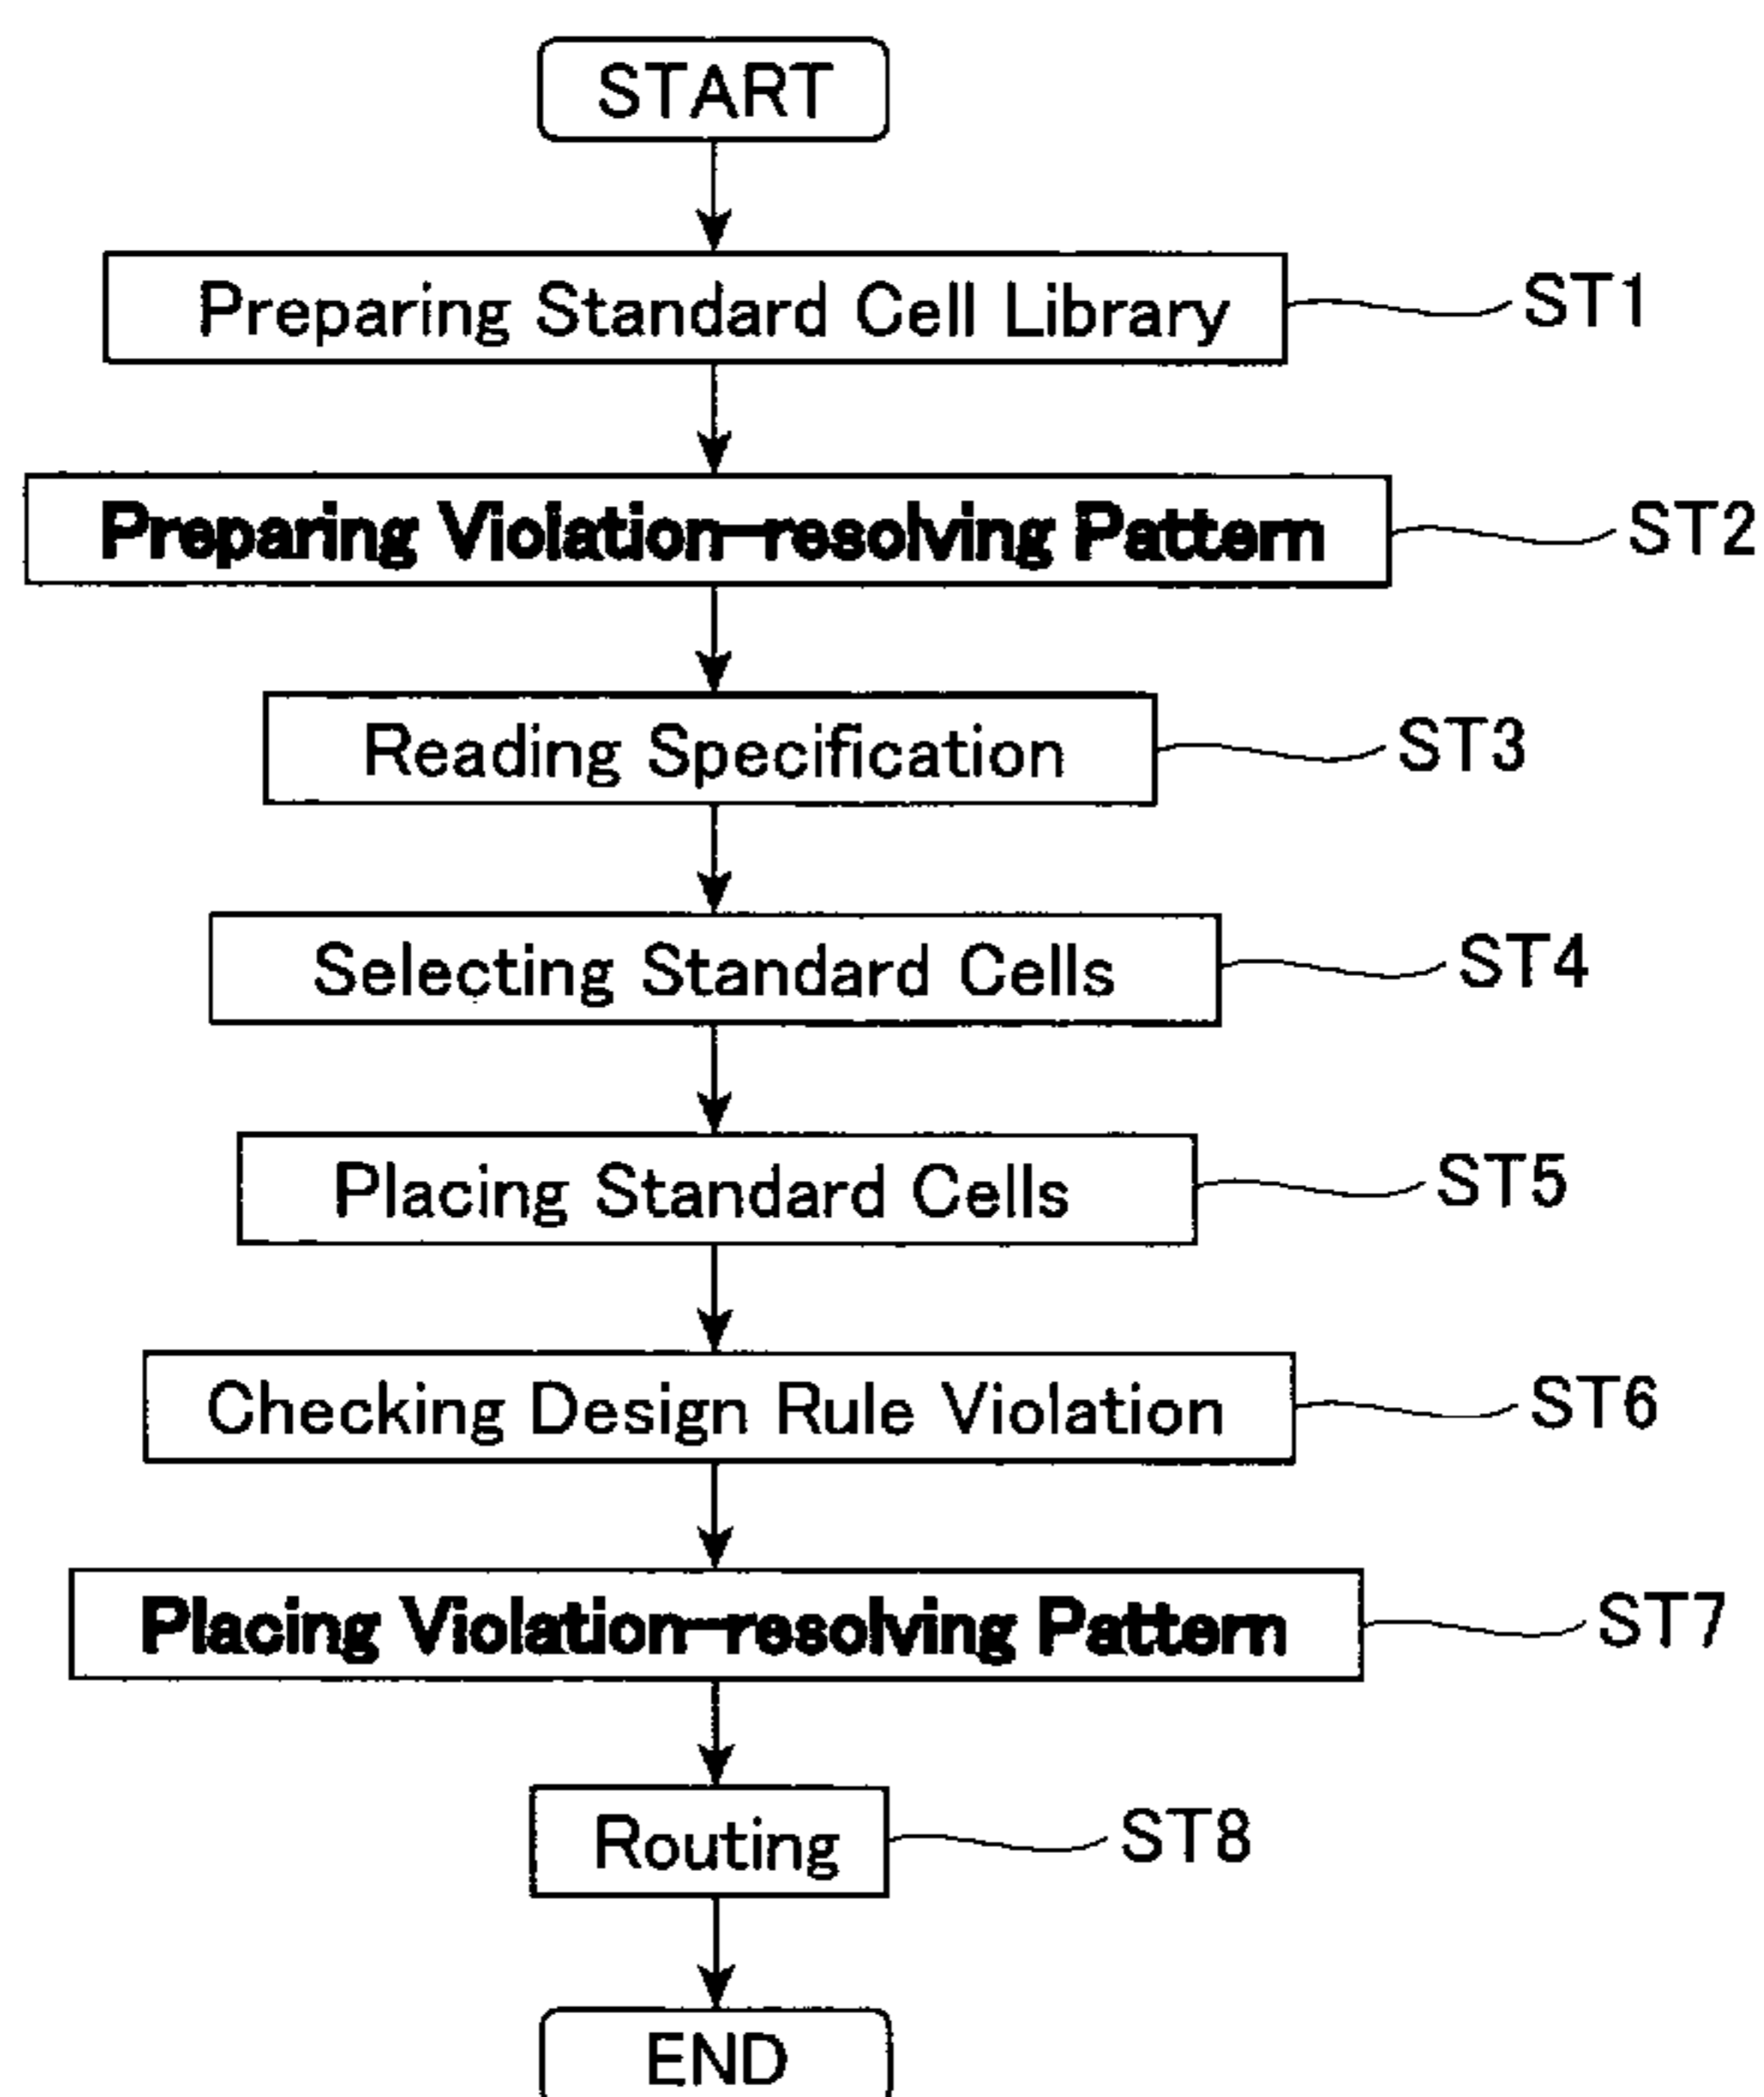 START
Preparing Standard Cell Library ST1
Preparing Violation-resolving Pattern ST2
Reading Specification ST3
Selecting Standard Cells ST4
Placing Standard Cells ST5
Checking Design Rule Violation ST6
Placing Violation-resolving Pattern ST7
Routing ST8
END